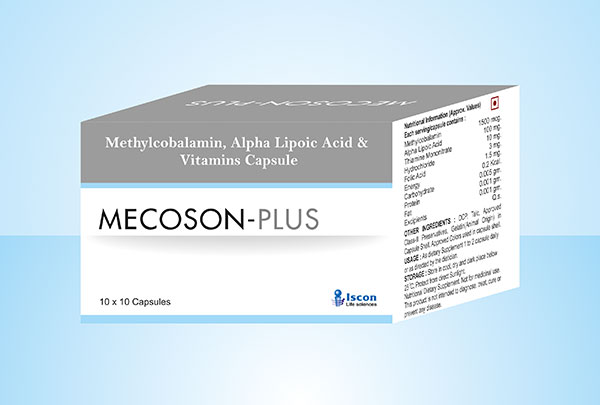 MECOSON-PLUS
Methylcobalamin, Alpha Lipoic Acid &
Vitamins Capsule
MECOSON-PLUS
10 x 10 Capsules
Iscon
Life sciences
Nutritional Information (Approx. Values)
Each serving/capsule contains :
Methylcobalamin 1500 mcg.
Alpha Lipoic Acid 100 mg.
Thiamine Mononitrate 10 mg.
Hydrochloride 3 mg.
Folic Acid 1.5 mg.
Energy 0.2 Kcal.
Carbohydrate 0.005 gm.
Protein 0.001 gm.
Fat 0.001 gm.
Excipients Q.s.
OTHER INGREDIENTS : DCP, Talc, Approved
Class-II Preservatives, Gelatin(Animal Origin) in
Capsule Shell. Approved Colors used in capsule shell.
USAGE : As dietary Supplement 1 to 2 capsule daily
or as directed by the dietician.
STORAGE : Store in cool, dry and dark place below
25°C. Protect from direct Sunlight.
Nutritional Dietary Supplement. Not for medicinal use.
This product is not intended to diagnose, treat, cure or
prevent any disease.